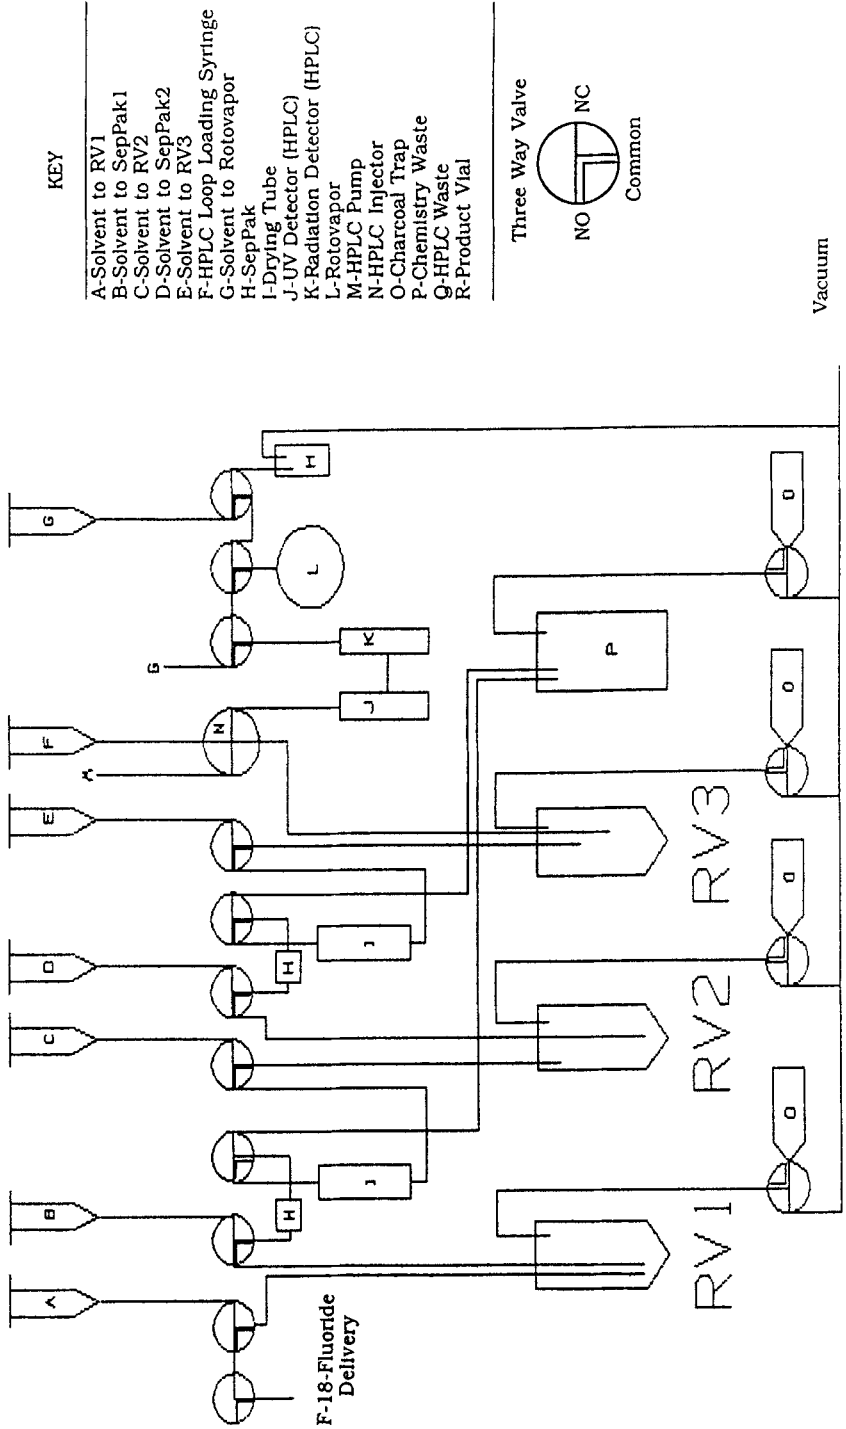 KEY
A-Solvent to RV1
B-Solvent to SepPak1
C-Solvent to RV2
D-Solvent to SepPak2
E-Solvent to RV3
F-HPLC Loop Loading Syringe
G-Solvent to Rotovapor
H-SepPak
I-Drying Tube
J-UV Detector (HPLC)
K-Radiation Detector (HPLC)
L-Rotovapor
M-HPLC Pump
N-HPLC Injector
O-Charcoal Trap
P-Chemistry Waste
Q-HPLC Waste
R-Product Vial
Three Way Valve
NO
NC
Common
Vacuum
A
B
C
D
E
F
G
G
N
H
H
H
I
I
J
K
L
P
O
O
O
O
RV1
RV2
RV3
F-18-Fluoride
Delivery